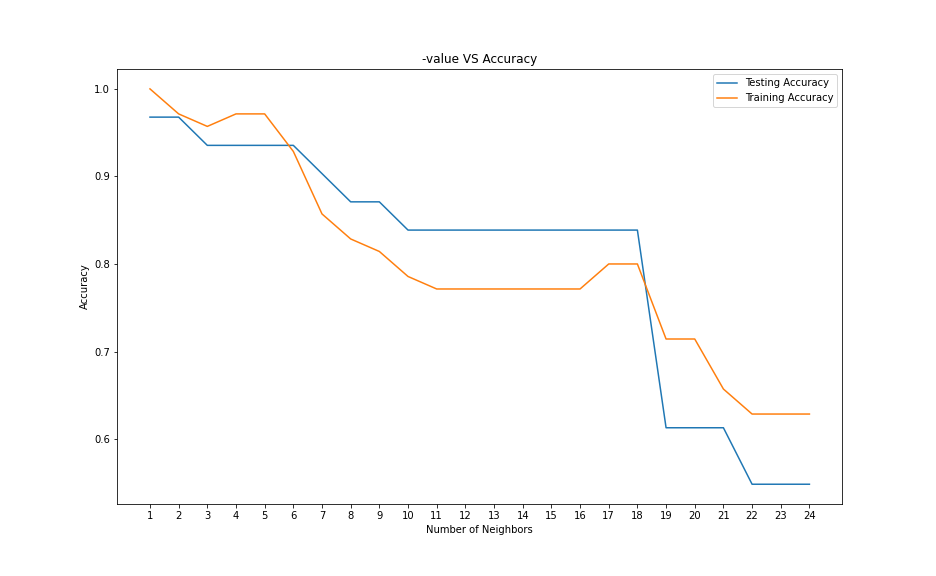 -value VS Accuracy
Testing Accuracy
Training Accuracy
1.0
0.9
0.8
0.7
0.6
Accuracy
1 2 3 4 5 6 7 8 9 10 11 12 13 14 15 16 17 18 19 20 21 22 23 24
Number of Neighbors